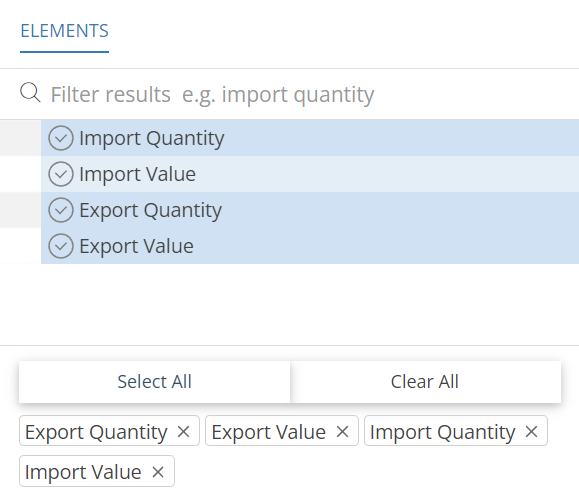 ELEMENTS
Filter results e.g. import quantity
Import Quantity
Import Value
Export Quantity
Export Value
Select All Clear All
Export Quantity × Export Value × Import Quantity ×
Import Value ×